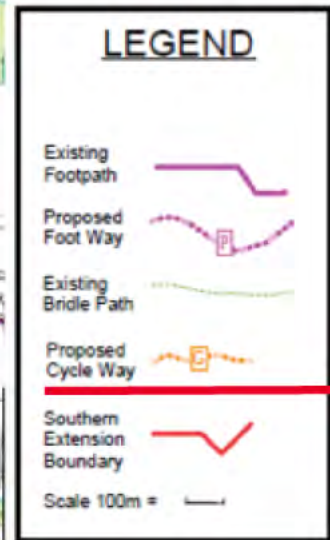 LEGEND
Existing
Footpath
Proposed
Foot Way
P
Existing
Bridle Path
Proposed
Cycle Way
G
Southern
Extension
Boundary
Scale 100m =